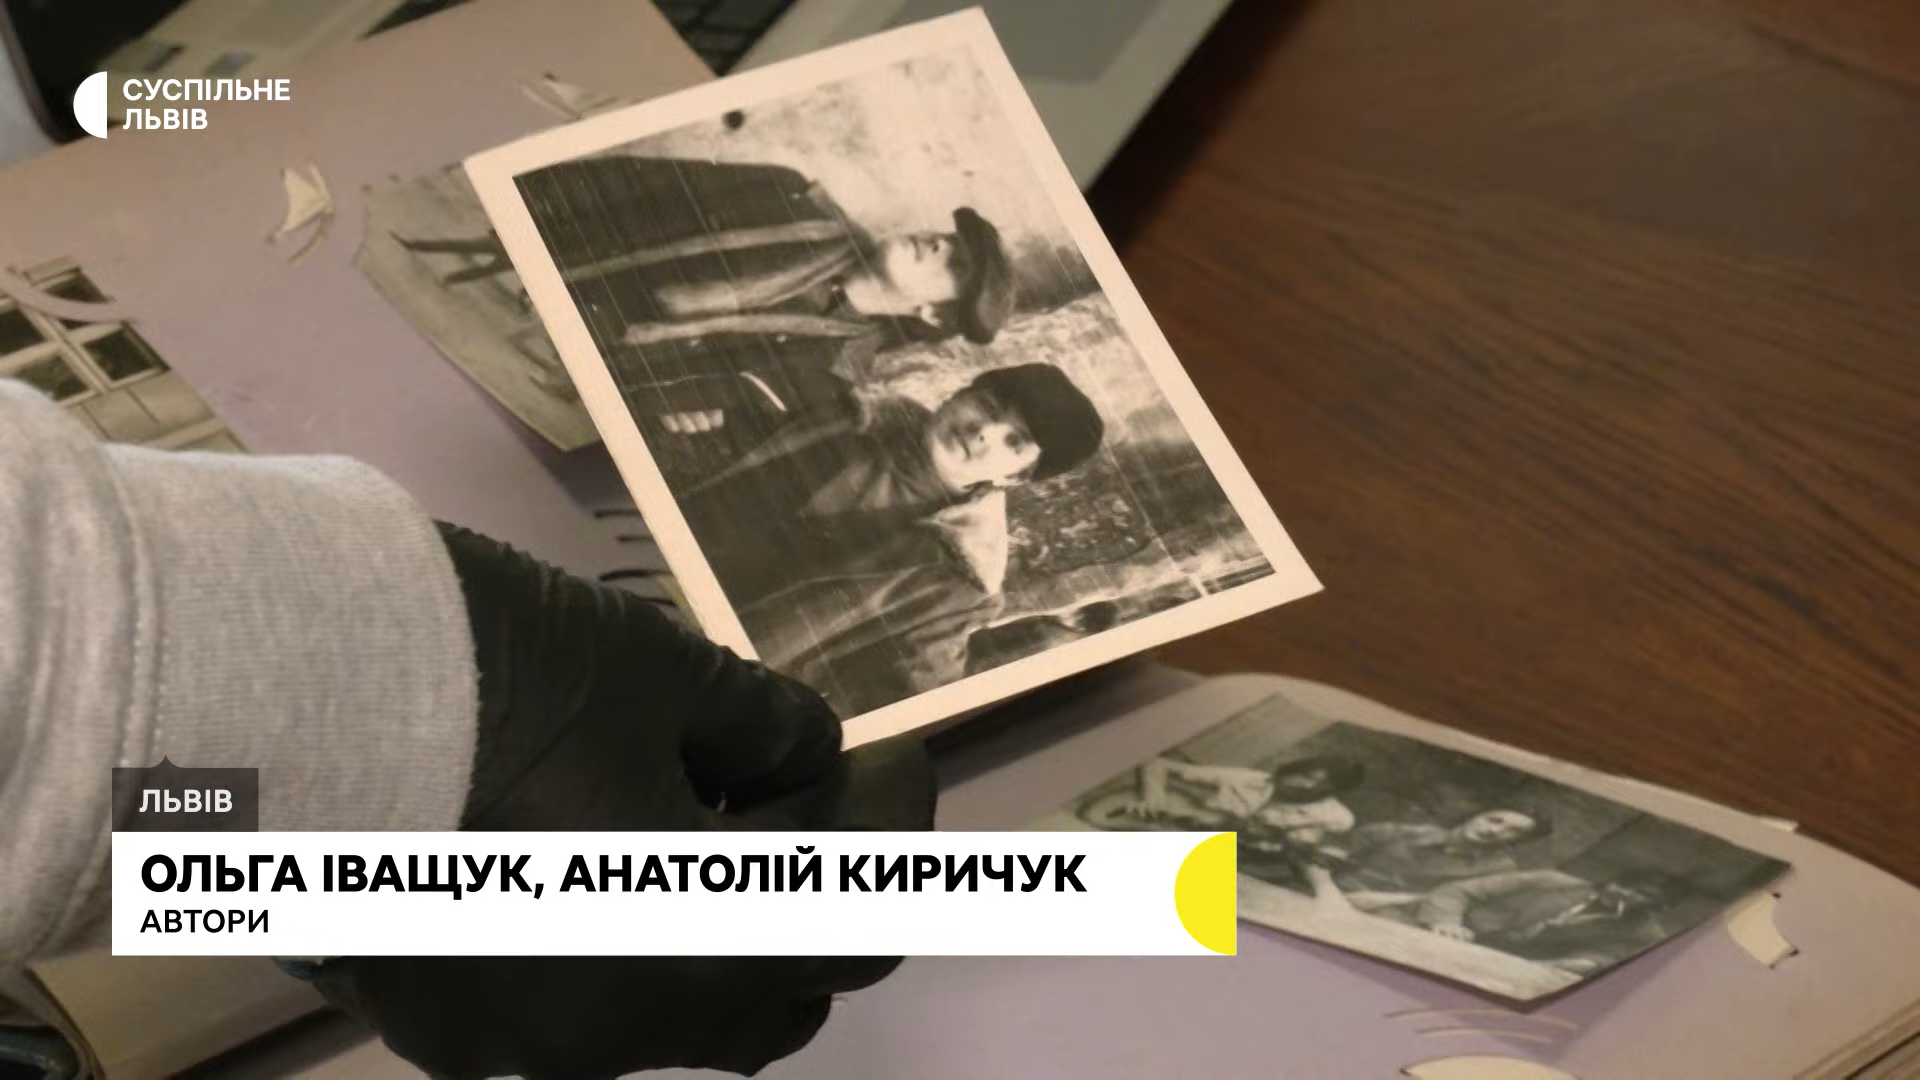 СУСПІЛЬНЕ
ЛЬВІВ
ЛЬВІВ
ОЛЬГА ІВАЩУК, АНАТОЛІЙ КИРИЧУК
АВТОРИ